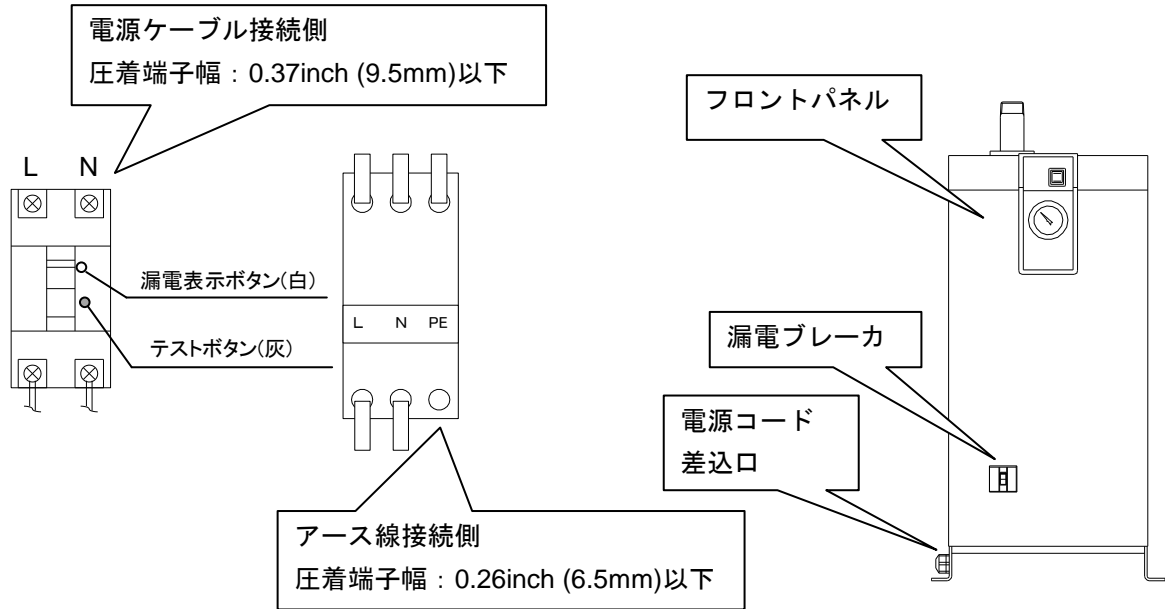 電源ケーブル接続側
圧着端子幅：0.37inch (9.5mm)以下
L N
漏電表示ボタン(白)
テストボタン(灰)
L N PE
アース線接続側
圧着端子幅：0.26inch (6.5mm)以下
フロントパネル
漏電ブレーカ
電源コード
差込口